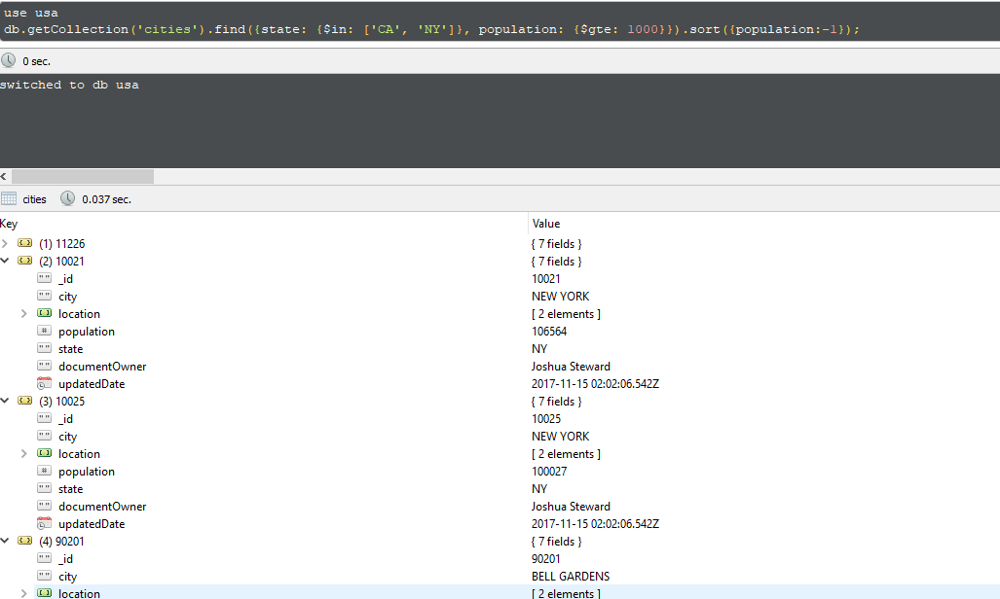 use usa
db.getCollection('cities').find({state: {$in: ['CA', 'NY']}, population: {$gte: 1000}}).sort({population:-1});
0 sec.
switched to db usa
cities 0.037 sec.
Key Value
(1) 11226 { 7 fields }
(2) 10021 { 7 fields }
_id 10021
city NEW YORK
location [ 2 elements ]
population 106564
state NY
documentOwner Joshua Steward
updatedDate 2017-11-15 02:02:06.542Z
(3) 10025 { 7 fields }
_id 10025
city NEW YORK
location [ 2 elements ]
population 100027
state NY
documentOwner Joshua Steward
updatedDate 2017-11-15 02:02:06.542Z
(4) 90201 { 7 fields }
_id 90201
city BELL GARDENS
location [ 2 elements ]